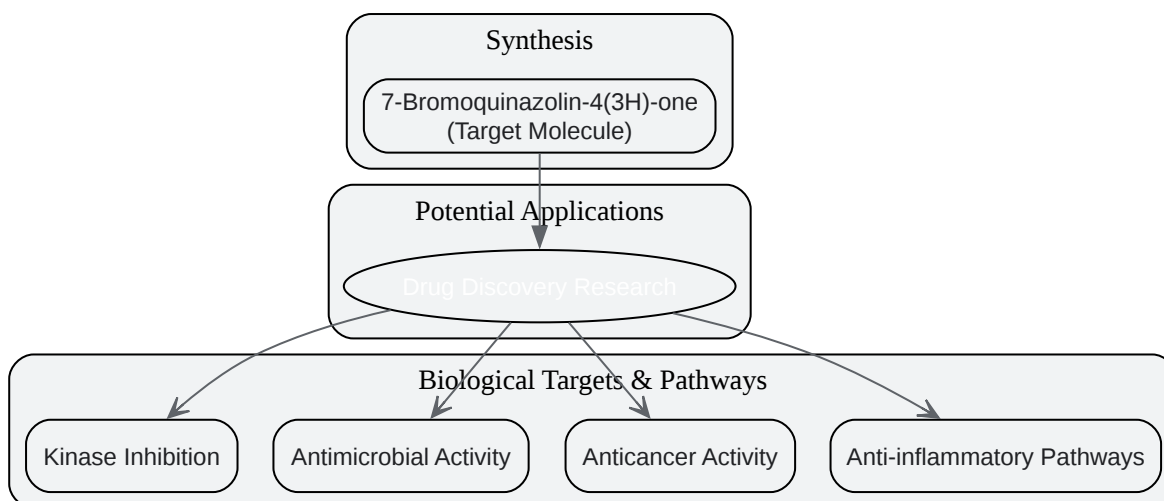 Synthesis
7-Bromoquinazolin-4(3H)-one
(Target Molecule)
Potential Applications
Drug Discovery Research
Biological Targets & Pathways
Kinase Inhibition
Antimicrobial Activity
Anticancer Activity
Anti-inflammatory Pathways